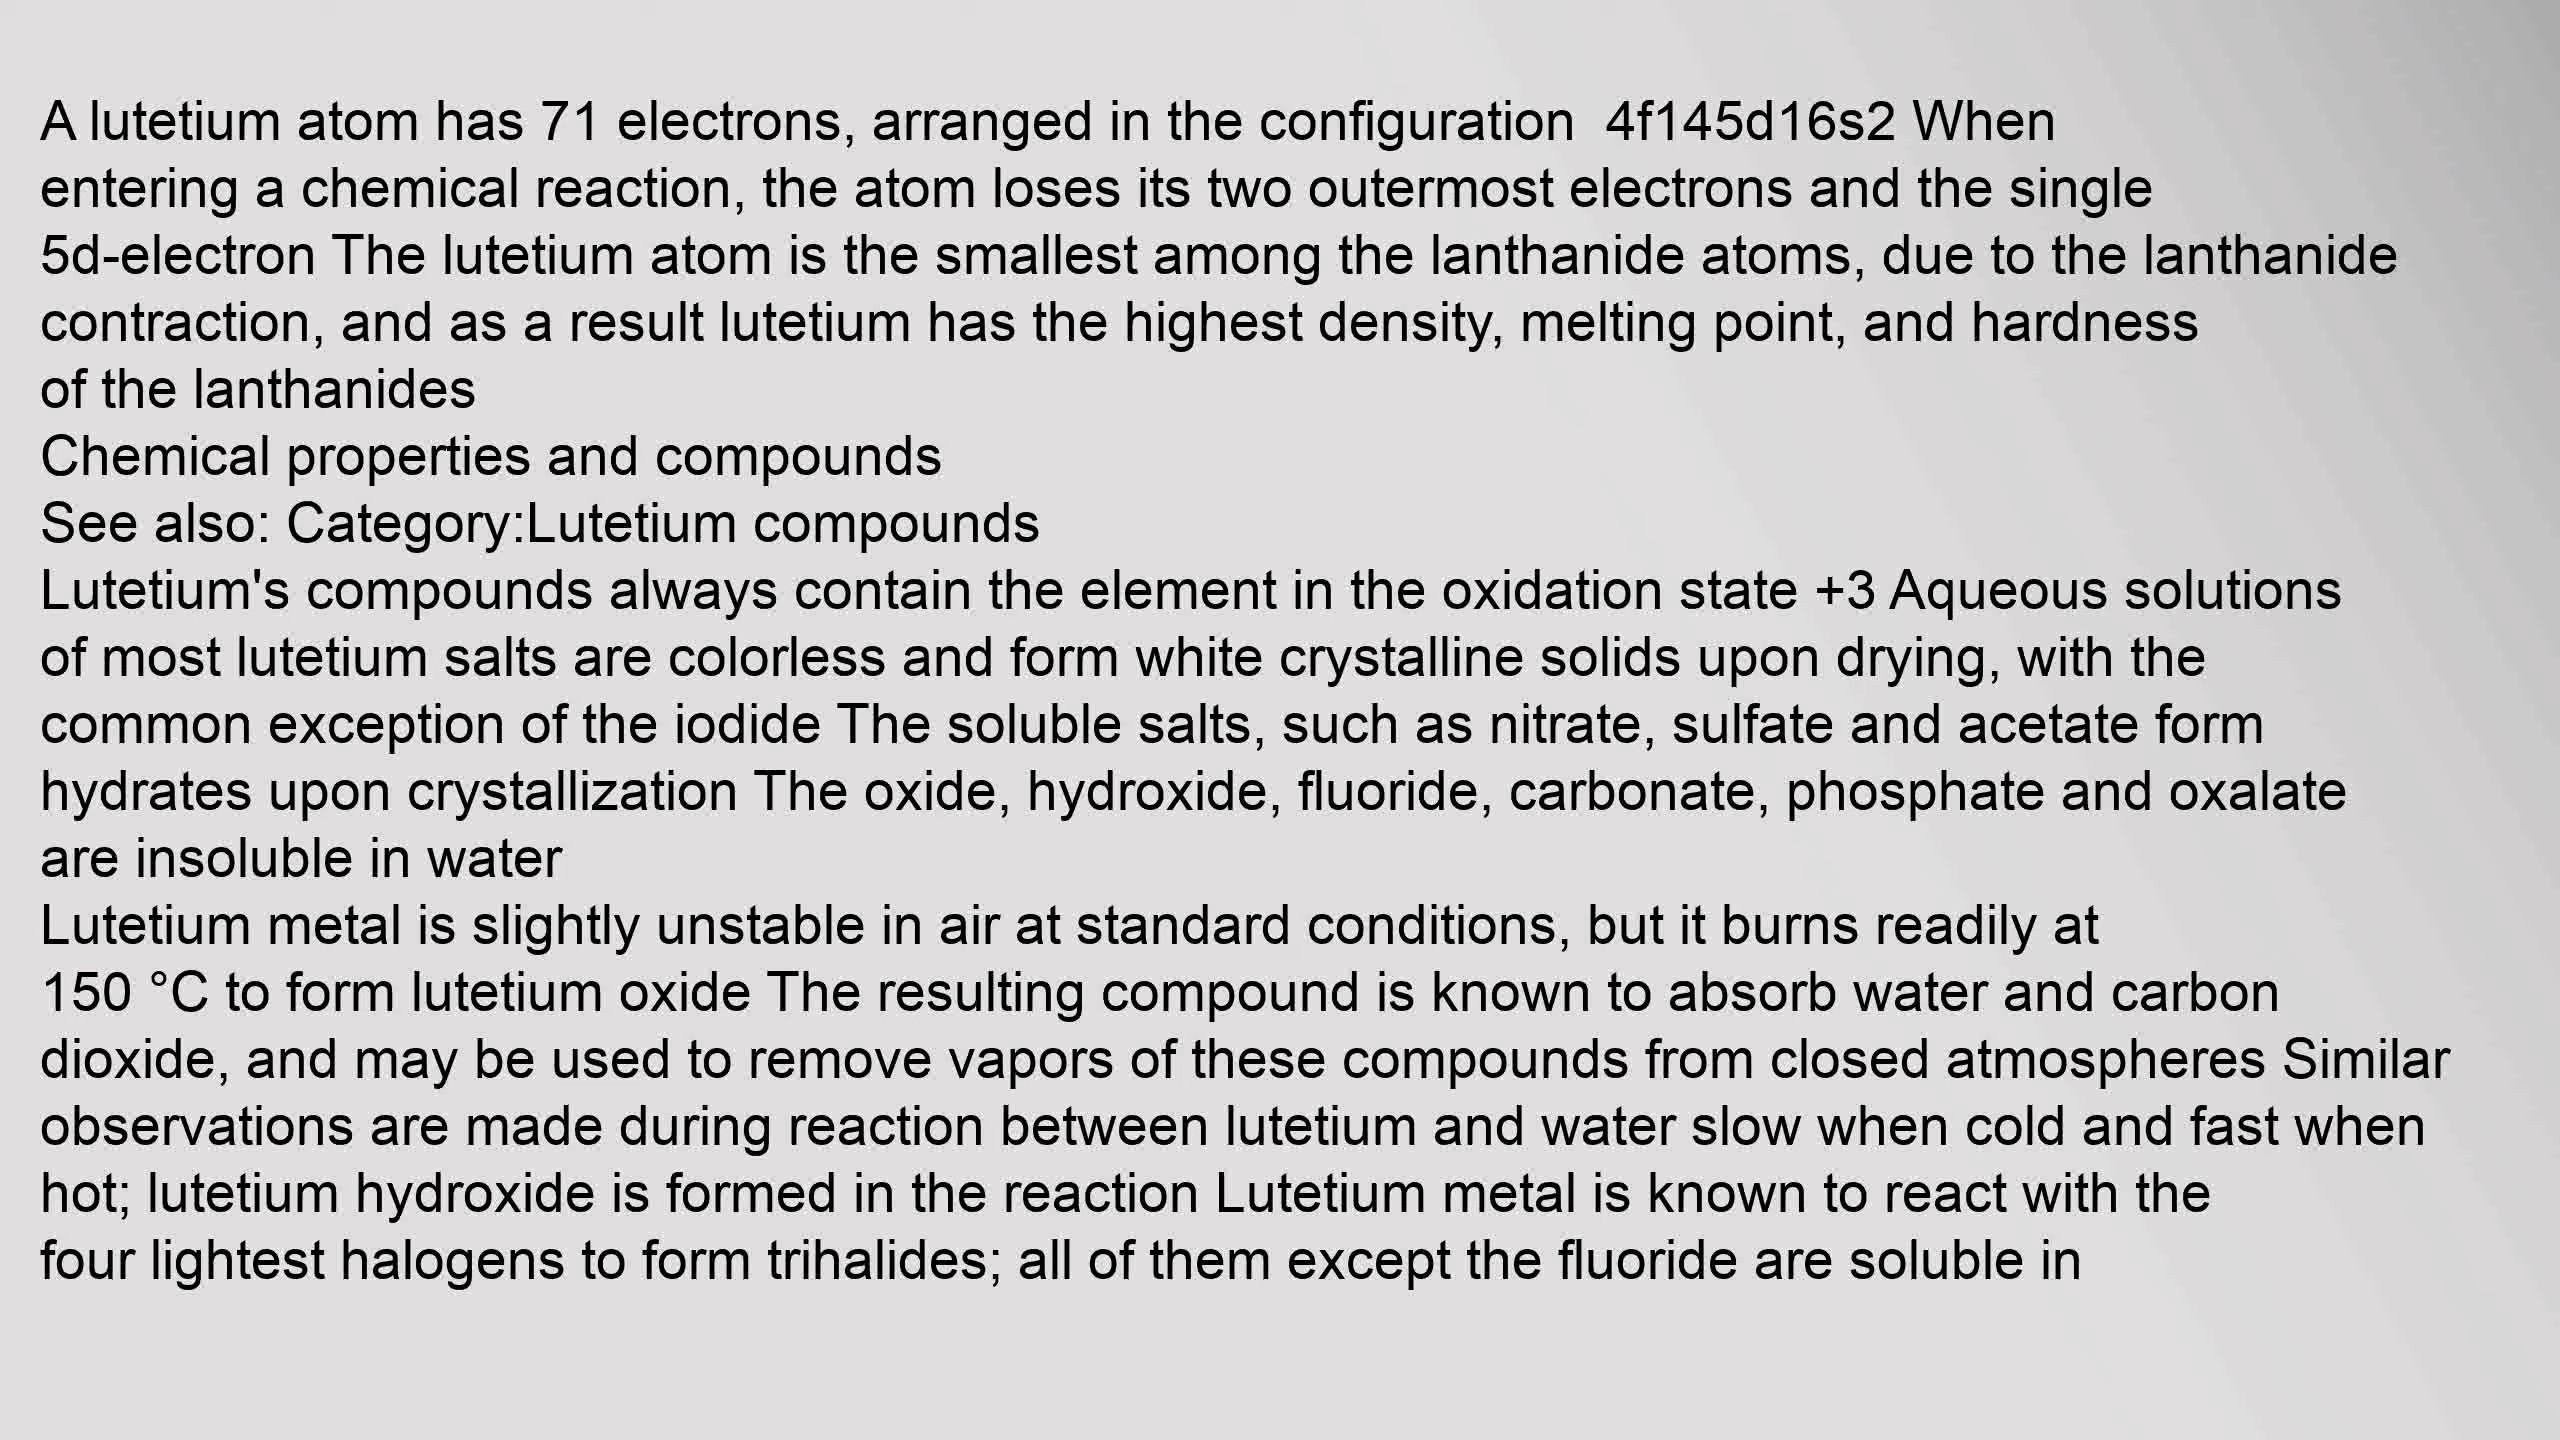 A lutetium atom has 71 electrons, arranged in the configuration  4f145d16s2 When
entering a chemical reaction, the atom loses its two outermost electrons and the single
5d-electron The lutetium atom is the smallest among the lanthanide atoms, due to the lanthanide
contraction, and as a result lutetium has the highest density, melting point, and hardness
of the lanthanides
Chemical properties and compounds
See also: Category:Lutetium compounds
Lutetium's compounds always contain the element in the oxidation state +3 Aqueous solutions
of most lutetium salts are colorless and form white crystalline solids upon drying, with the
common exception of the iodide The soluble salts, such as nitrate, sulfate and acetate form
hydrates upon crystallization The oxide, hydroxide, fluoride, carbonate, phosphate and oxalate
are insoluble in water
Lutetium metal is slightly unstable in air at standard conditions, but it burns readily at
150 °C to form lutetium oxide The resulting compound is known to absorb water and carbon
dioxide, and may be used to remove vapors of these compounds from closed atmospheres Similar
observations are made during reaction between lutetium and water slow when cold and fast when
hot; lutetium hydroxide is formed in the reaction Lutetium metal is known to react with the
four lightest halogens to form trihalides; all of them except the fluoride are soluble in